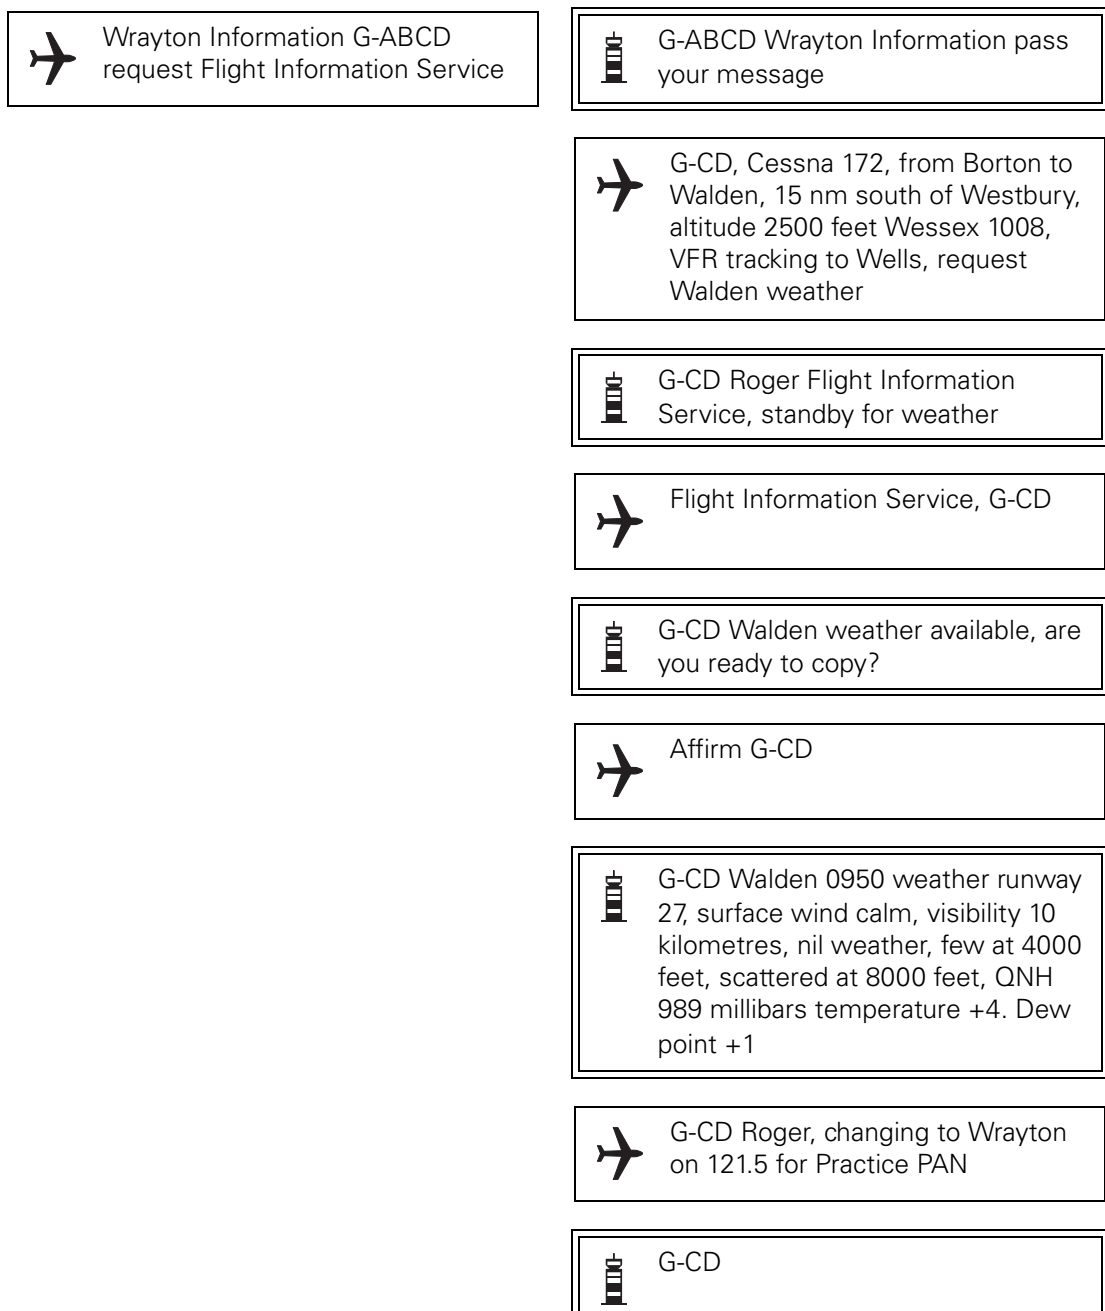 Wrayton Information G-ABCD
request Flight Information Service
G-ABCD Wrayton Information pass
your message
G-CD, Cessna 172, from Borton to
Walden, 15 nm south of Westbury,
altitude 2500 feet Wessex 1008,
VFR tracking to Wells, request
Walden weather
G-CD Roger Flight Information
Service, standby for weather
Flight Information Service, G-CD
G-CD Walden weather available, are
you ready to copy?
Affirm G-CD
G-CD Walden 0950 weather runway
27, surface wind calm, visibility 10
kilometres, nil weather, few at 4000
feet, scattered at 8000 feet, QNH
989 millibars temperature +4. Dew
point +1
G-CD Roger, changing to Wrayton
on 121.5 for Practice PAN
G-CD